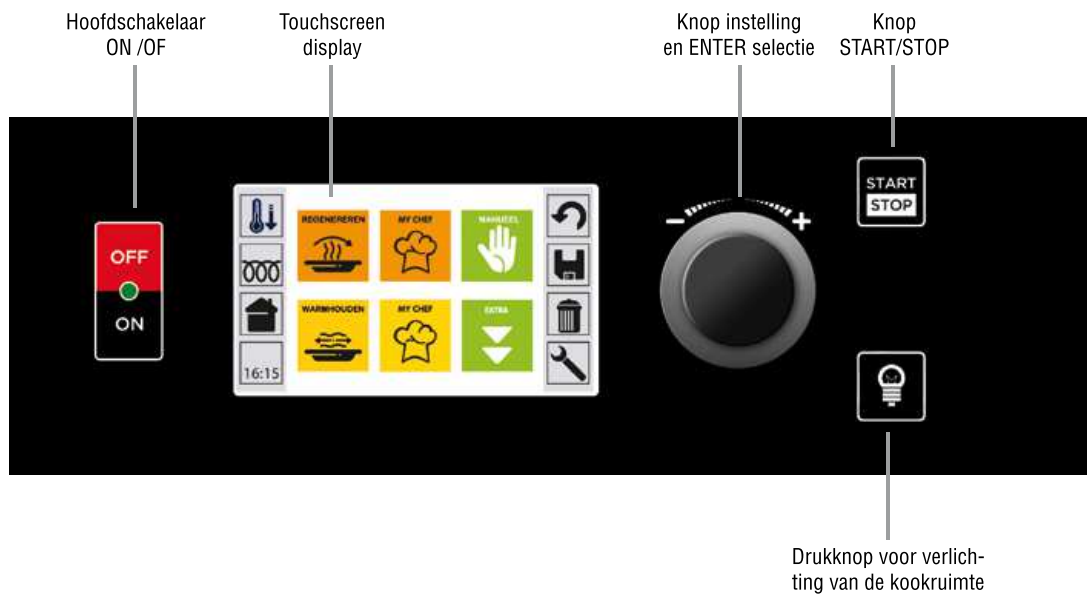 Hoofdschakelaar
ON /OF
Touchscreen
display
Knop instelling
en ENTER selectie
Knop
START/STOP
OFF
ON
REGENEREREN
MY CHEF
MANUEEL
WARMHOUDEN
MY CHEF
EXTRA
16:15
−
+
START
STOP
Drukknop voor verlich-
ting van de kookruimte